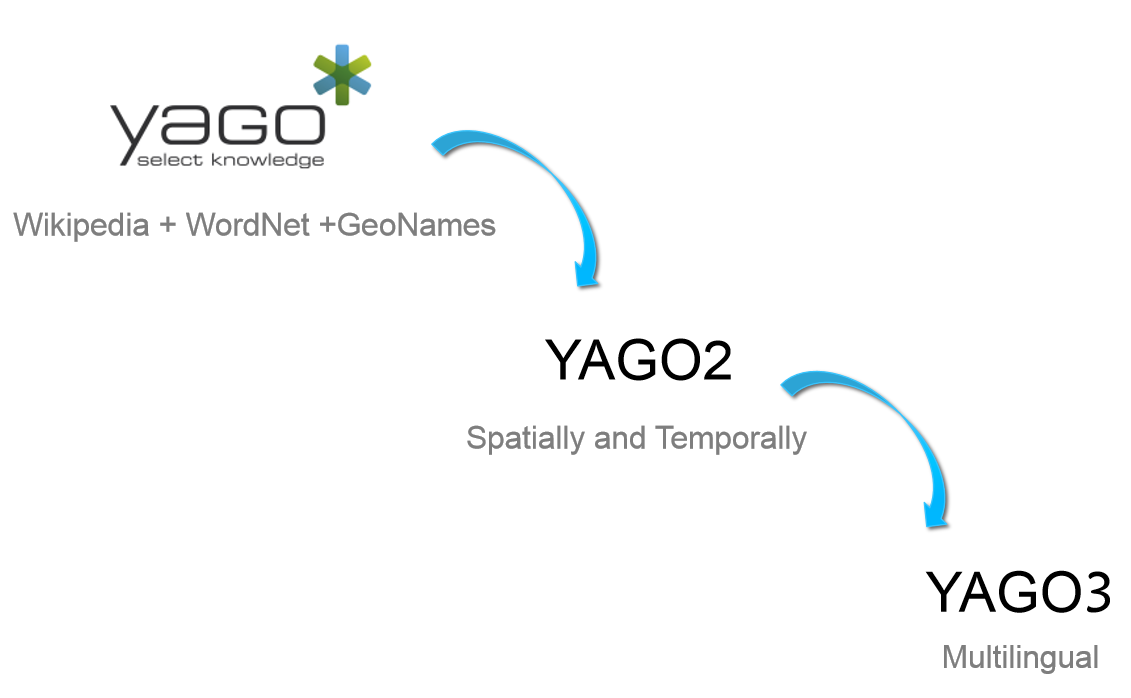 yago
select knowledge
Wikipedia + WordNet +GeoNames
YAGO2
Spatially and Temporally
YAGO3
Multilingual